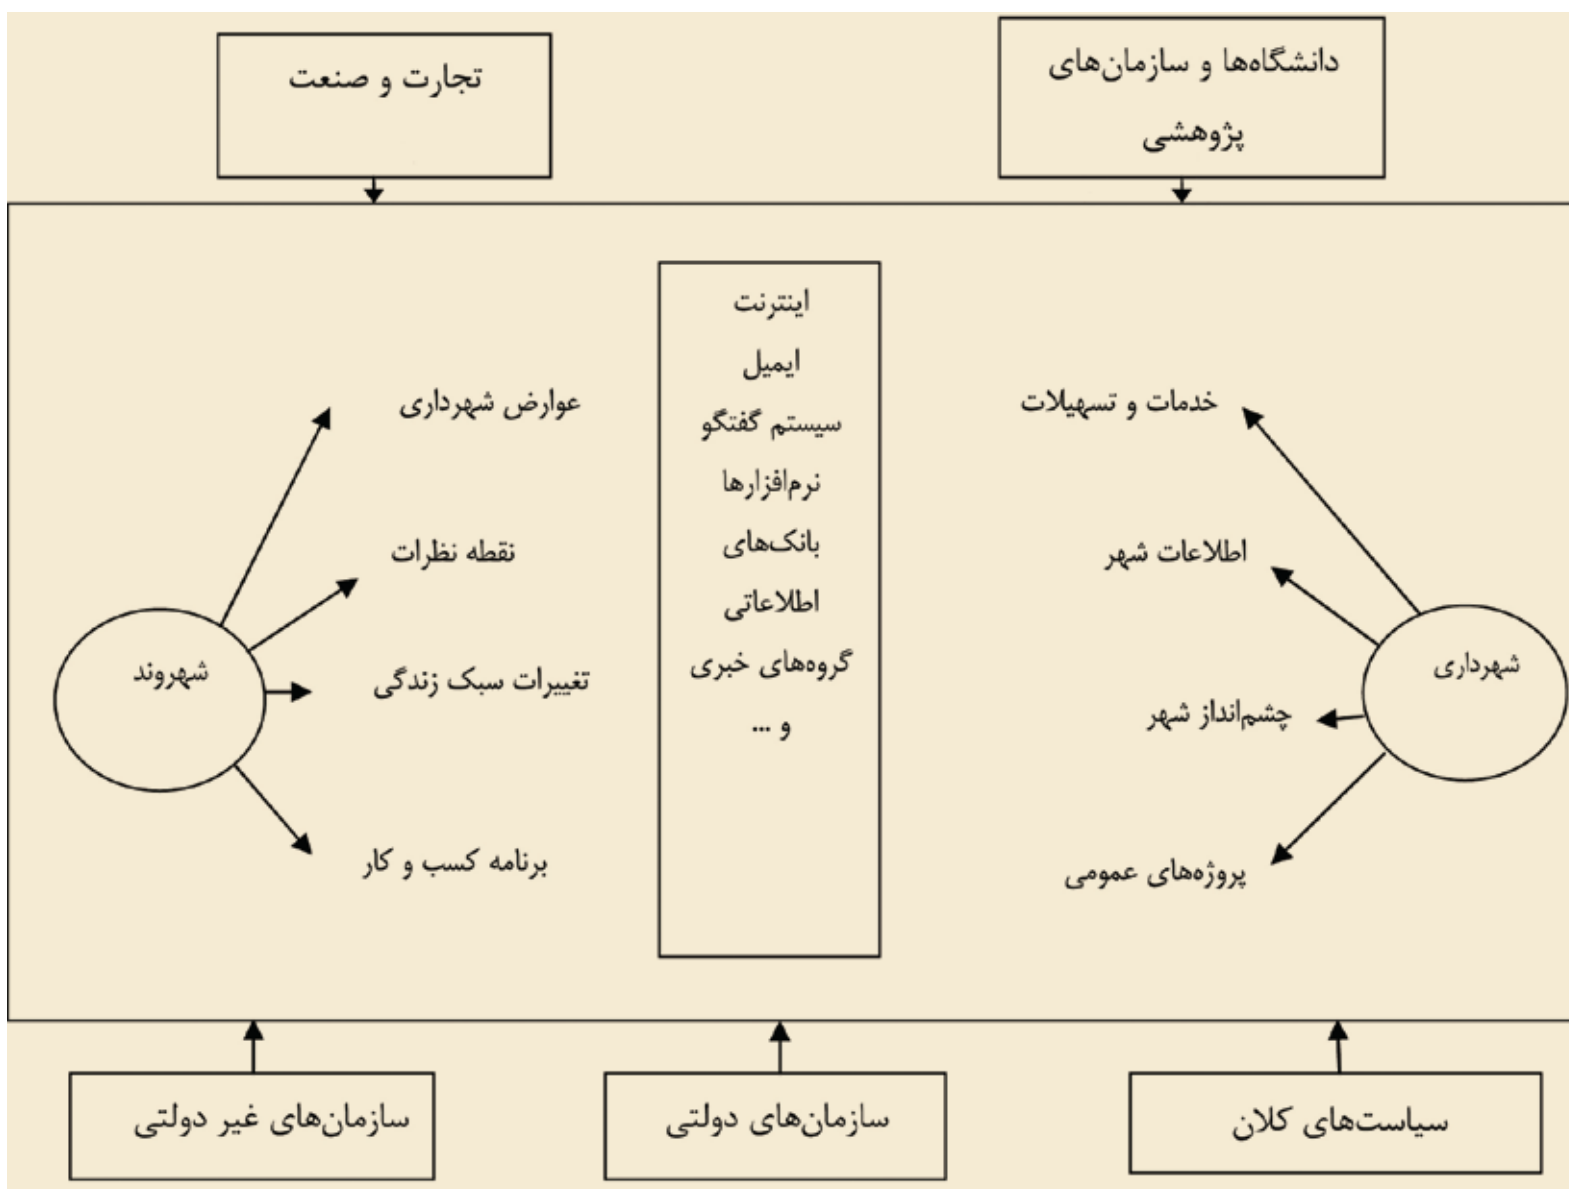 دانشگاه‌ها و سازمان‌های
پژوهشی
تجارت و صنعت
خدمات و تسهیلات
اطلاعات شهر
شهرداری
چشم‌انداز شهر
پروژه‌های عمومی
اینترنت
ایمیل
سیستم گفتگو
نرم‌افزارها
بانک‌های
اطلاعاتی
گروه‌های خبری
و ...
عوارض شهرداری
نقطه نظرات
تغییرات سبک زندگی
شهروند
برنامه کسب و کار
سیاست‌های کلان
سازمان‌های دولتی
سازمان‌های غیر دولتی